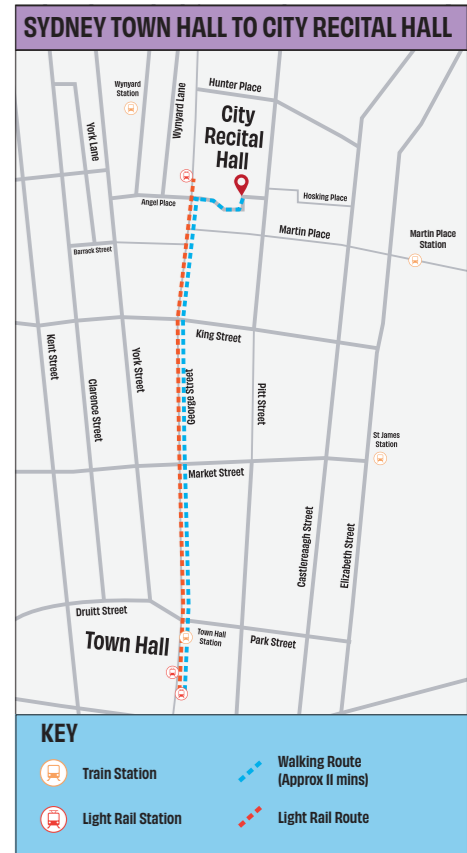 SYDNEY TOWN HALL TO CITY RECITAL HALL
Wynyard
Station
Hunter Place
Wynyard Lane
York Lane
City
Recital
Hall
Angel Place
Hosking Place
Martin Place
Martin Place
Station
Barrack Street
King Street
Kent Street
Clarence Street
York Street
George Street
Pitt Street
St James
Station
Market Street
Castlereaagh Street
Elizabeth Street
Druitt Street
Town Hall
Town Hall
Station
Park Street
KEY
Train Station
Walking Route
(Approx 11 mins)
Light Rail Station
Light Rail Route